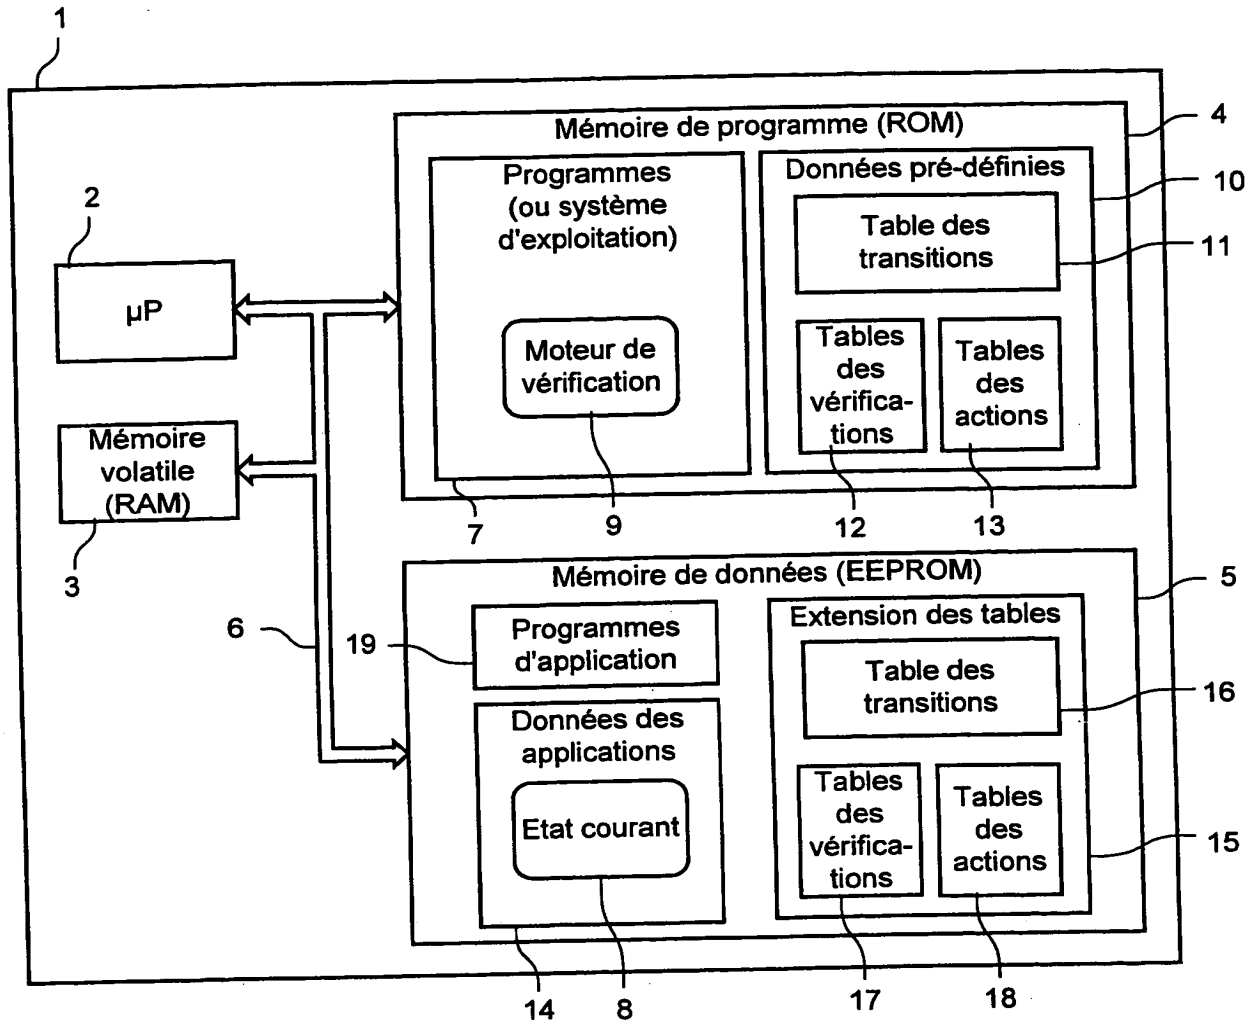 1
Mémoire de programme (ROM)
4
Programmes
(ou système
d'exploitation)
Données pré-définies
10
2
Table des
transitions
11
µP
Moteur de
vérification
Tables
des
vérifica-
tions
Tables
des
actions
Mémoire
volatile
(RAM)
7
9
12
13
3
Mémoire de données (EEPROM)
5
6
19
Programmes
d'application
Extension des tables
Table des
transitions
16
Données des
applications
Etat courant
Tables
des
vérifica-
tions
Tables
des
actions
15
14
8
17
18